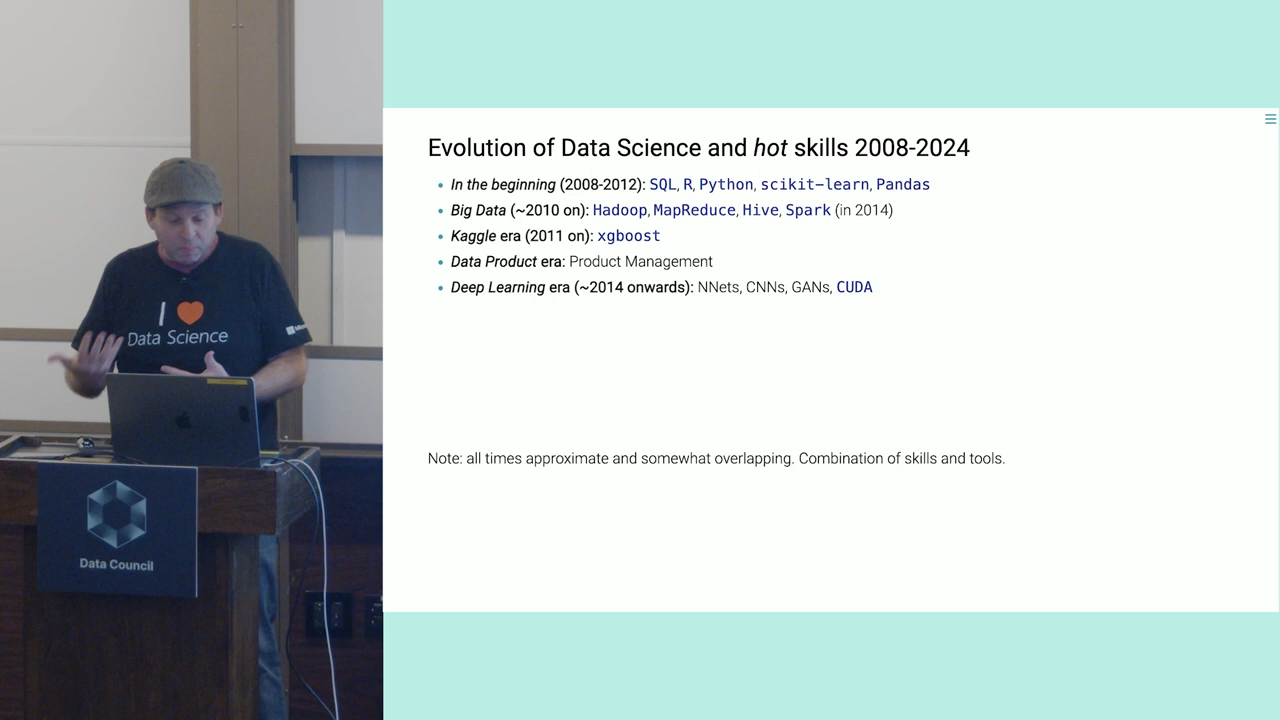 Evolution of Data Science and hot skills 2008-2024
• In the beginning (2008-2012): SQL, R, Python, scikit-learn, Pandas
• Big Data (~2010 on): Hadoop, MapReduce, Hive, Spark (in 2014)
• Kaggle era (2011 on): xgboost
• Data Product era: Product Management
• Deep Learning era (~2014 onwards): NNets, CNNs, GANs, CUDA
Note: all times approximate and somewhat overlapping. Combination of skills and tools.
I
Data Science
Data Council